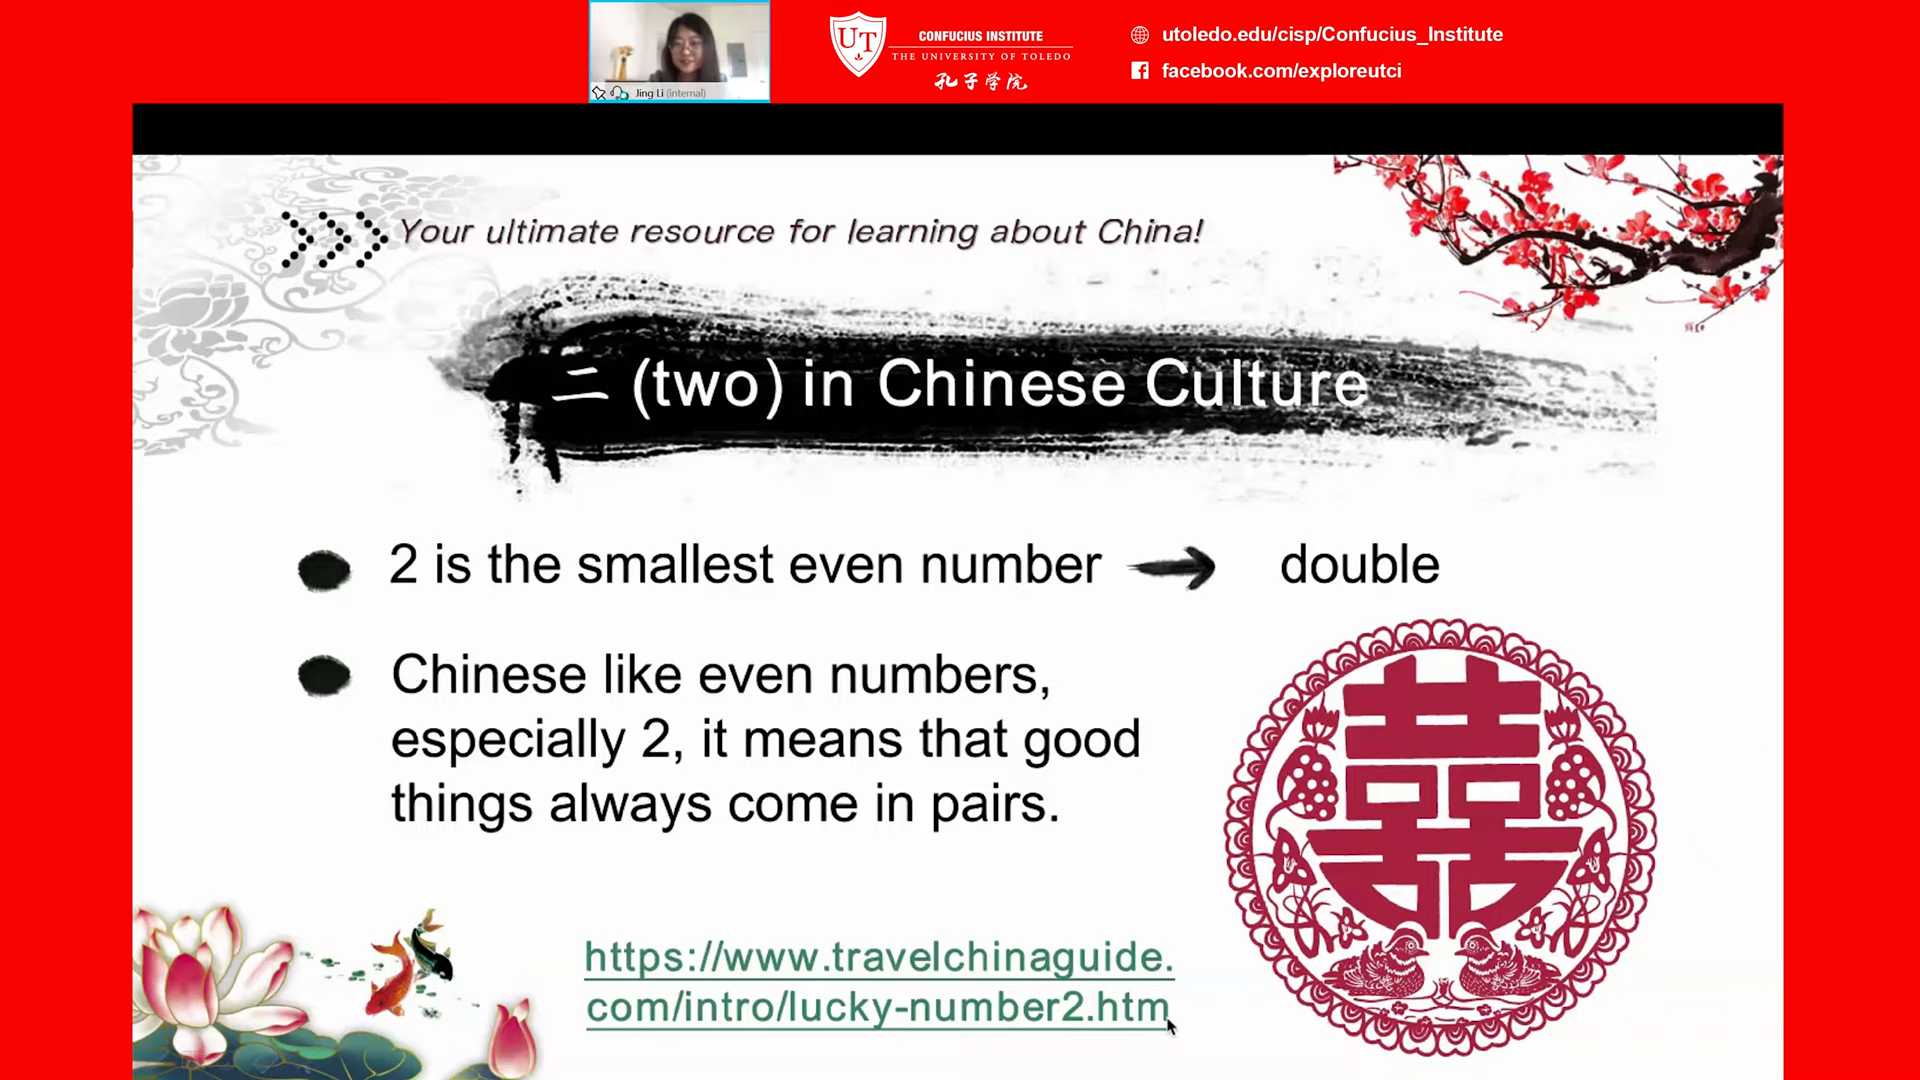 Jing Li (internal)
UT
CONFUCIUS INSTITUTE
THE UNIVERSITY OF TOLEDO
孔子学院
utoledo.edu/cisp/Confucius_Institute
facebook.com/exploreutci
Your ultimate resource for learning about China!
二 (two) in Chinese Culture
2 is the smallest even number → double
Chinese like even numbers,
especially 2, it means that good
things always come in pairs.
囍
https://www.travelchinaguide.
com/intro/lucky-number2.htm